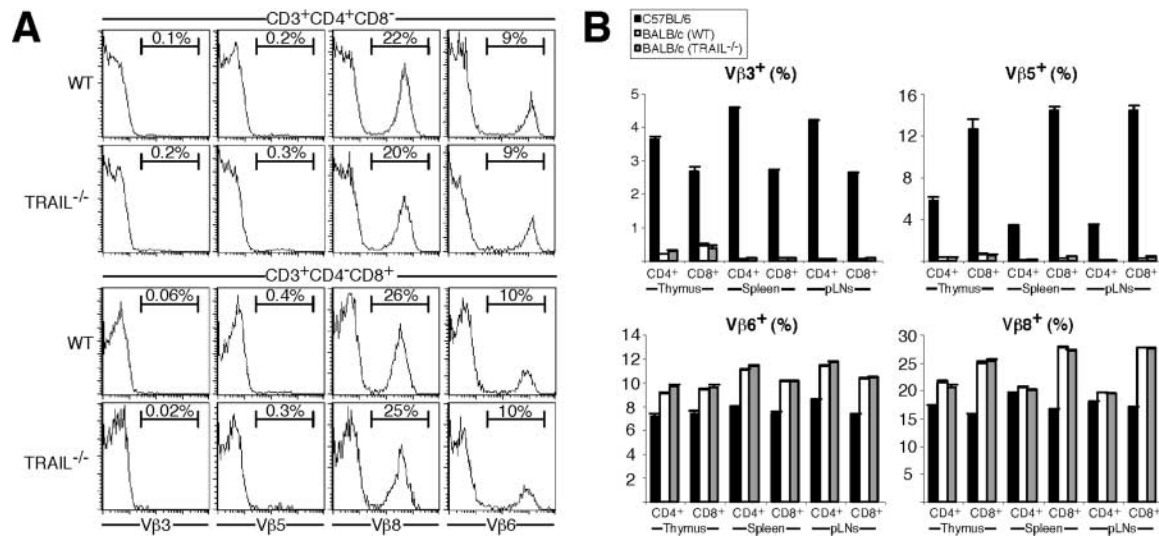 A
CD3+CD4+CD8-
WT
0.1%
0.2%
22%
9%
TRAIL-/-
0.2%
0.3%
20%
9%
CD3+CD4-CD8+
WT
0.06%
0.4%
26%
10%
TRAIL-/-
0.02%
0.3%
25%
10%
Vβ3
Vβ5
Vβ8
Vβ6
B
C57BL/6
BALB/c (WT)
BALB/c (TRAIL-/-)
Vβ3+ (%)
5
4
3
2
1
CD4+ CD8+ CD4+ CD8+ CD4+ CD8+
Thymus Spleen pLNs
Vβ5+ (%)
16
12
8
4
CD4+ CD8+ CD4+ CD8+ CD4+ CD8+
Thymus Spleen pLNs
Vβ6+ (%)
14
12
10
8
6
4
2
CD4+ CD8+ CD4+ CD8+ CD4+ CD8+
Thymus Spleen pLNs
Vβ8+ (%)
30
25
20
15
10
5
CD4+ CD8+ CD4+ CD8+ CD4+ CD8+
Thymus Spleen pLNs